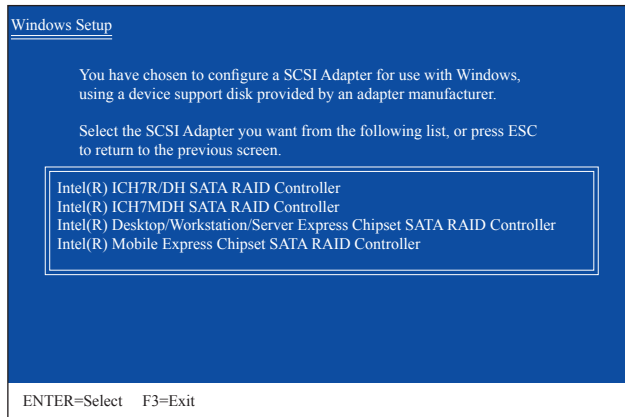 Windows Setup
You have chosen to configure a SCSI Adapter for use with Windows,
using a device support disk provided by an adapter manufacturer.
Select the SCSI Adapter you want from the following list, or press ESC
to return to the previous screen.
Intel(R) ICH7R/DH SATA RAID Controller
Intel(R) ICH7MDH SATA RAID Controller
Intel(R) Desktop/Workstation/Server Express Chipset SATA RAID Controller
Intel(R) Mobile Express Chipset SATA RAID Controller
ENTER=Select F3=Exit